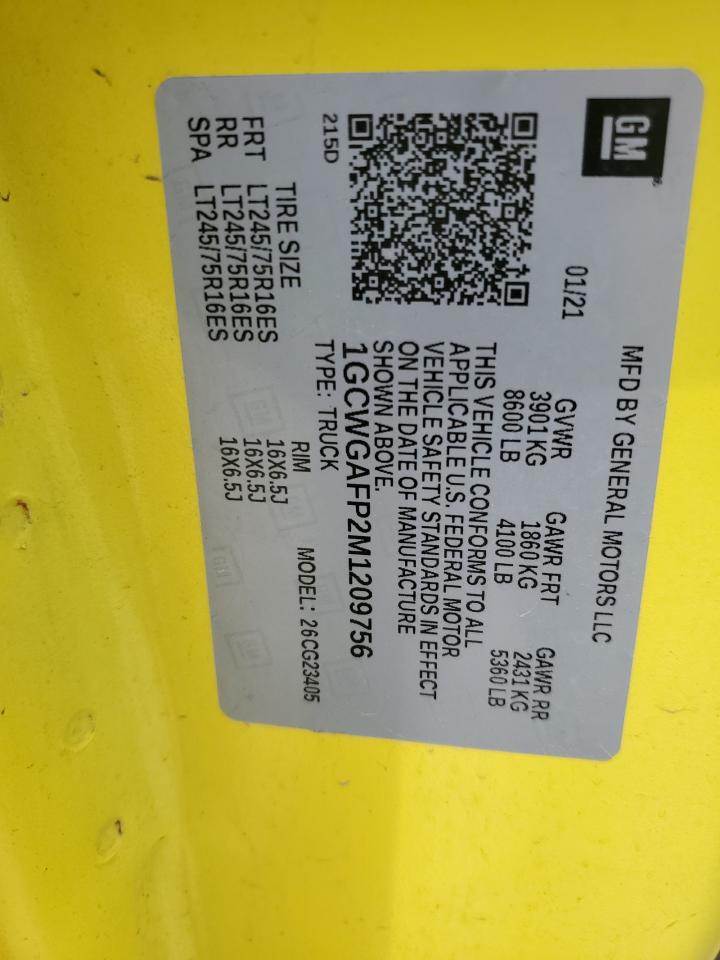 GM
MFD BY GENERAL MOTORS LLC
01/21
GVWR GAWR FRT GAWR RR
3901 KG 1860 KG 2431 KG
8600 LB 4100 LB 5360 LB
THIS VEHICLE CONFORMS TO ALL
APPLICABLE U.S. FEDERAL MOTOR
VEHICLE SAFETY STANDARDS IN EFFECT
ON THE DATE OF MANUFACTURE
SHOWN ABOVE.
1GCWGAFP2M1209756
TYPE: TRUCK
215D
MODEL: 26CG23405
TIRE SIZE RIM
FRT LT245/75R16ES 16X6.5J
RR LT245/75R16ES 16X6.5J
SPA LT245/75R16ES 16X6.5J